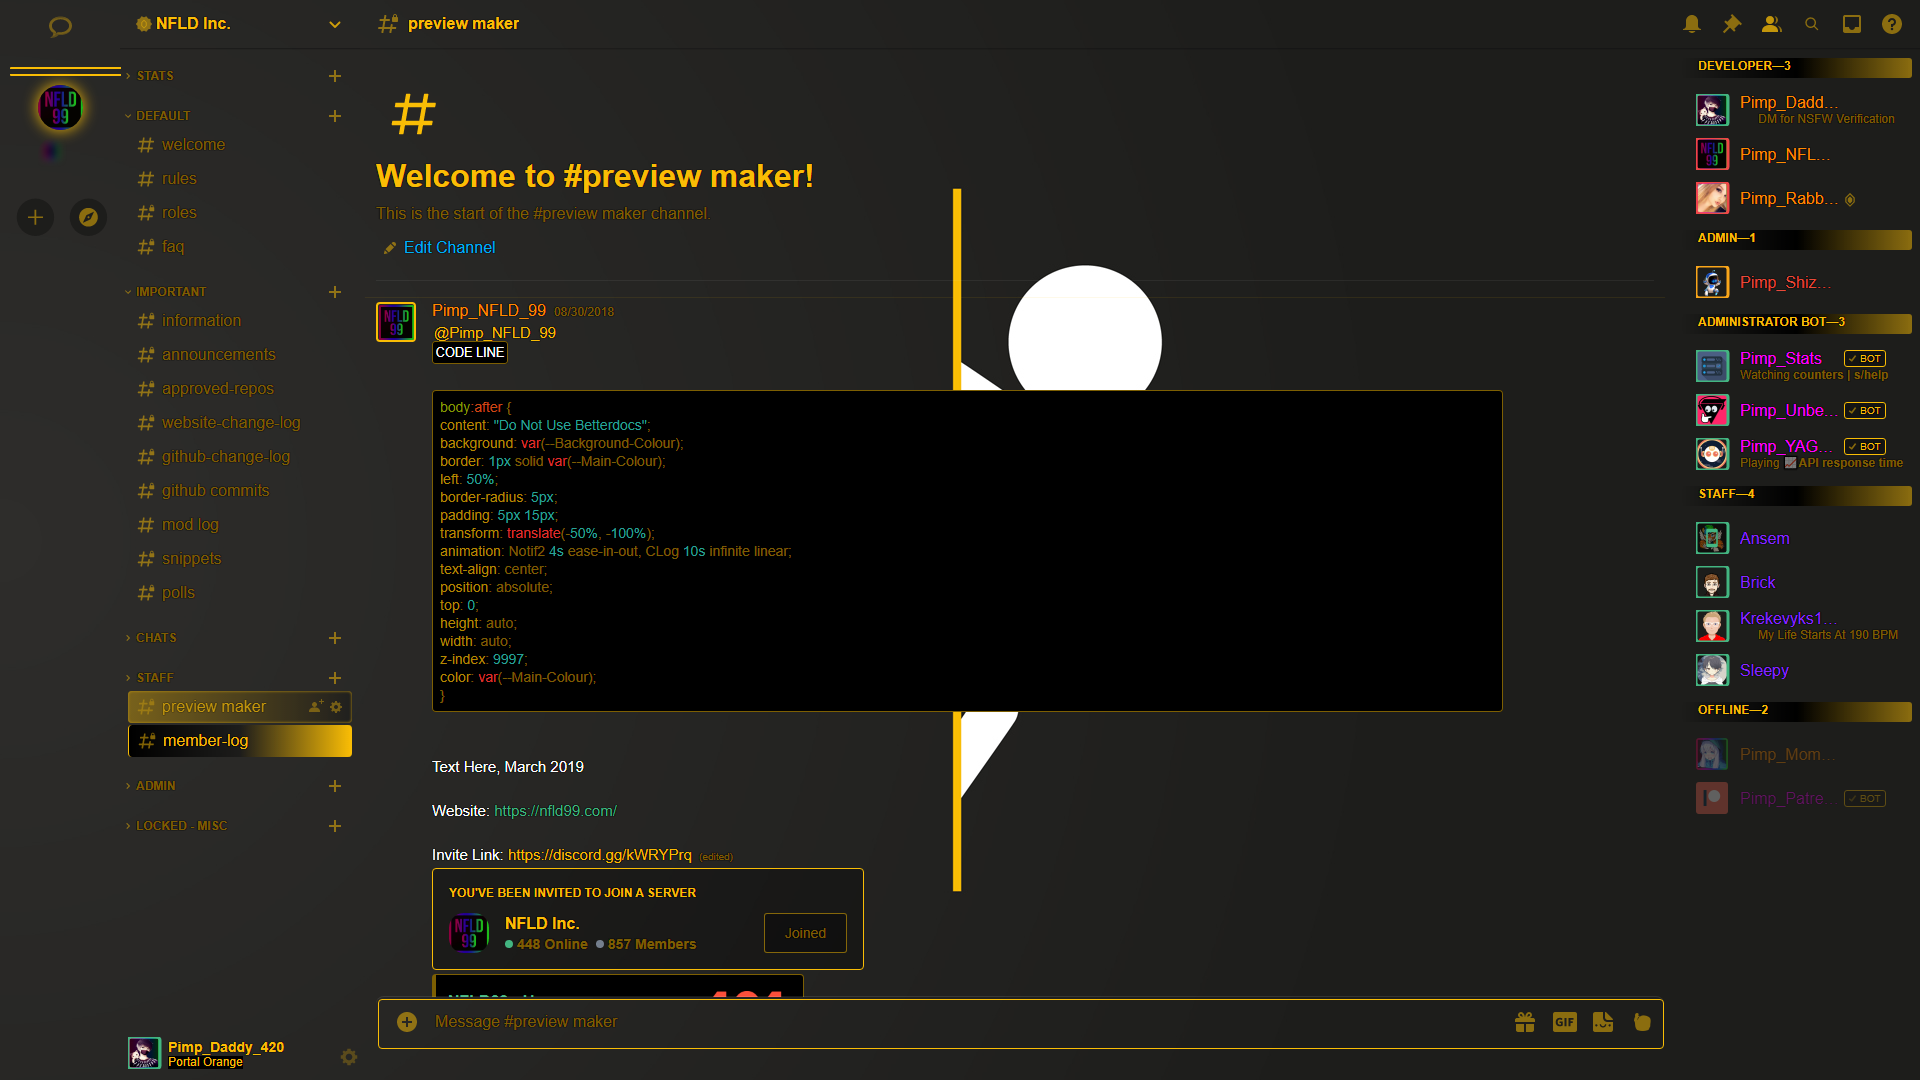 NFLD Inc.
preview maker
STATS
DEFAULT
welcome
rules
roles
faq
IMPORTANT
information
announcements
approved-repos
website-change-log
github-change-log
github commits
mod log
snippets
polls
CHATS
STAFF
preview maker
member-log
ADMIN
LOCKED - MISC
Pimp_Daddy_420
Portal Orange
NFLD
99
Welcome to #preview maker!
This is the start of the #preview maker channel.
Edit Channel
NFLD
99
Pimp_NFLD_99 08/30/2018
@Pimp_NFLD_99
CODE LINE
body:after {
content: "Do Not Use Betterdocs";
background: var(--Background-Colour);
border: 1px solid var(--Main-Colour);
left: 50%;
border-radius: 5px;
padding: 5px 15px;
transform: translate(-50%, -100%);
animation: Notif2 4s ease-in-out, CLog 10s infinite linear;
text-align: center;
position: absolute;
top: 0;
height: auto;
width: auto;
z-index: 9997;
color: var(--Main-Colour);
}
Text Here, March 2019
Website: https://nfld99.com/
Invite Link: https://discord.gg/kWRYPrq (edited)
YOU'VE BEEN INVITED TO JOIN A SERVER
NFLD
99
NFLD Inc.
448 Online 857 Members
Joined
Message #preview maker
GIF
DEVELOPER—3
Pimp_Dadd...
DM for NSFW Verification
NFLD
99
Pimp_NFL...
Pimp_Rabb...
ADMIN—1
Pimp_Shiz...
ADMINISTRATOR BOT—3
Pimp_Stats ✓ BOT
Watching counters | s/help
Pimp_Unbe... ✓ BOT
Pimp_YAG... ✓ BOT
Playing 📈API response time
STAFF—4
Ansem
Brick
Krekevyks1...
My Life Starts At 190 BPM
Sleepy
OFFLINE—2
Pimp_Mom...
Pimp_Patre... ✓ BOT